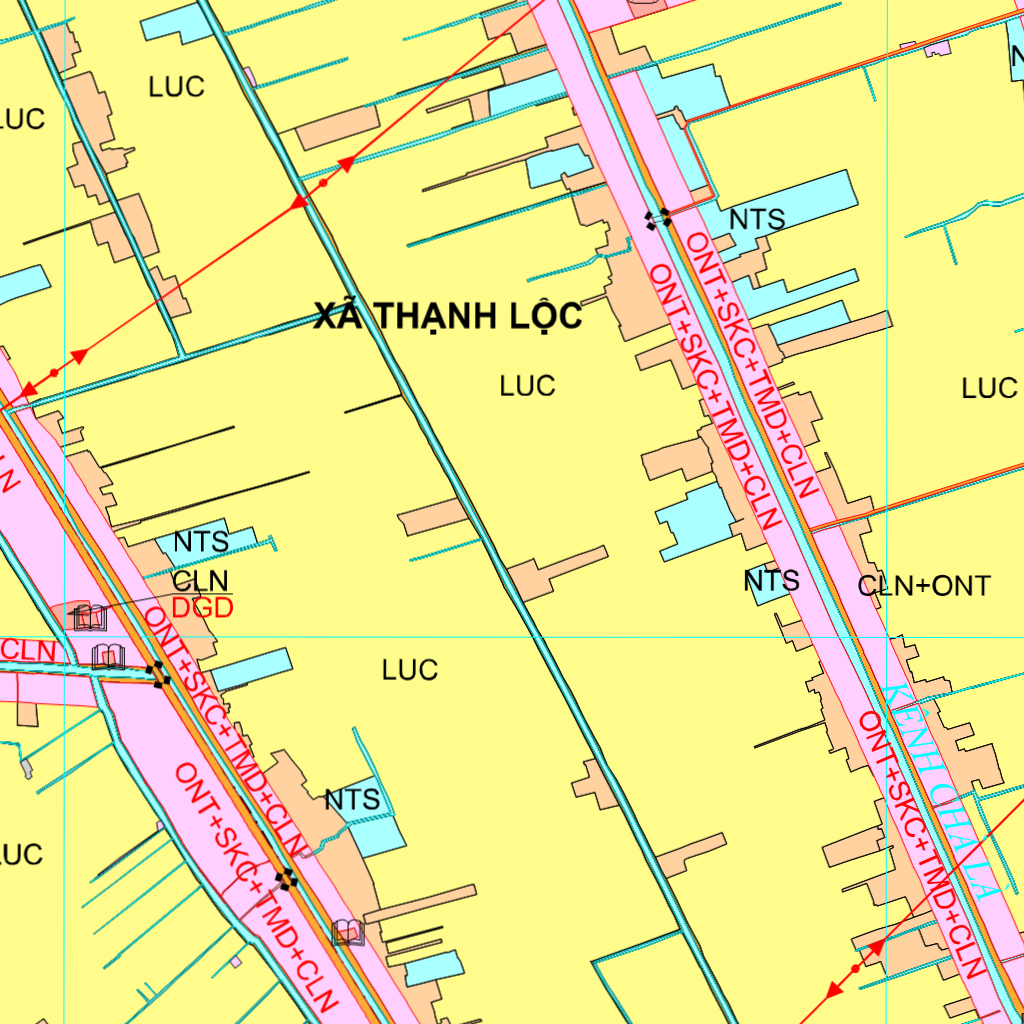 LUC
LUC
NTS
ONT+SKC+TMD+CLN
ONT+SKC+TMD+CLN
XÃ THẠNH LỘC
LUC
LUC
NTS
CLN
DGD
NTS
CLN+ONT
ONT+SKC+TMD+CLN
CLN
LUC
KÊNH CHÀ LÀ
ONT+SKC+TMD+CLN
ONT+SKC+TMD+CLN
NTS
LUC